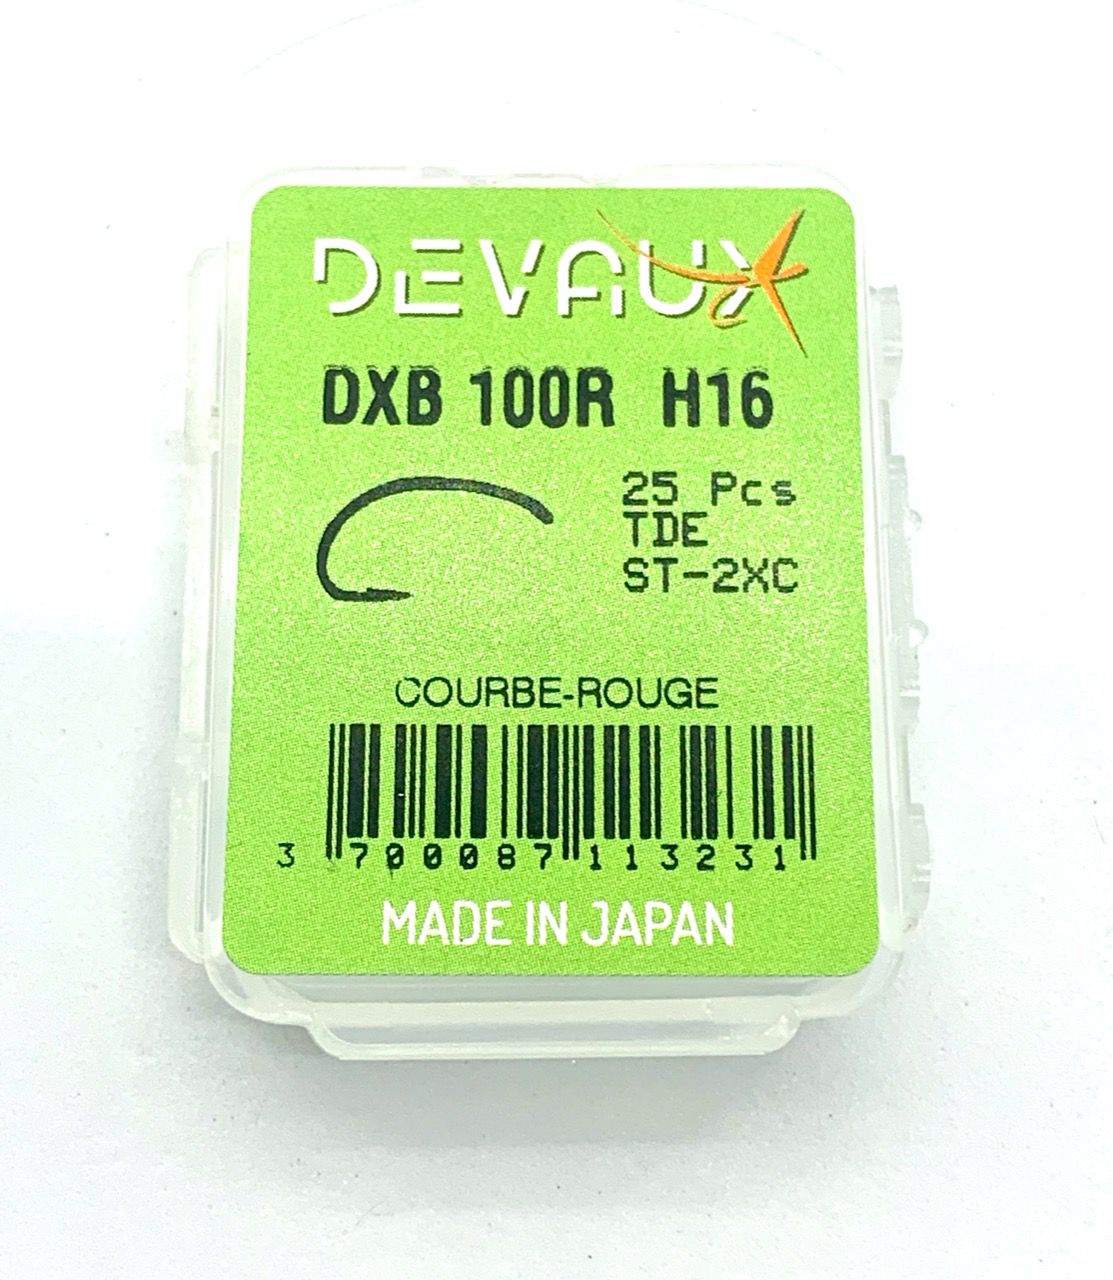 DEVAUX
DXB 100R H16
25 Pcs
TDE
ST-2XC
COURBE-ROUGE
3 700087 113231
MADE IN JAPAN